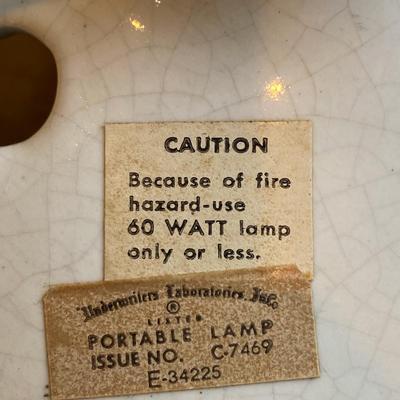 CAUTION
Because of fire
hazard-use
60 WATT lamp
only or less.
Underwriters Laboratories, Inc.
®
LISTED
PORTABLE LAMP
ISSUE NO. C-7469
E-34225